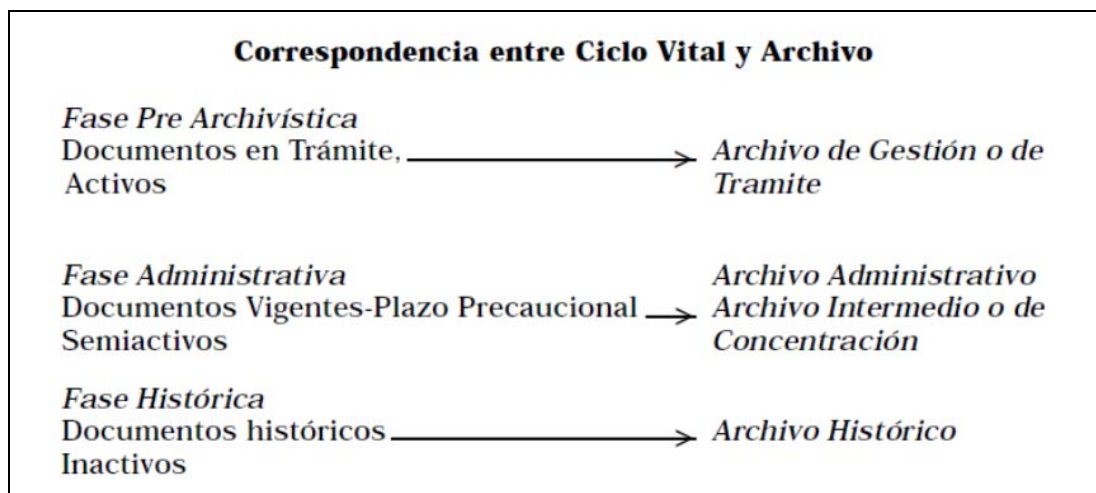 Correspondencia entre Ciclo Vital y Archivo
Fase Pre Archivística
Documentos en Trámite,
Activos
Archivo de Gestión o de
Tramite
Fase Administrativa
Documentos Vigentes-Plazo Precaucional
Semiactivos
Archivo Administrativo
Archivo Intermedio o de
Concentración
Fase Histórica
Documentos históricos
Inactivos
Archivo Histórico